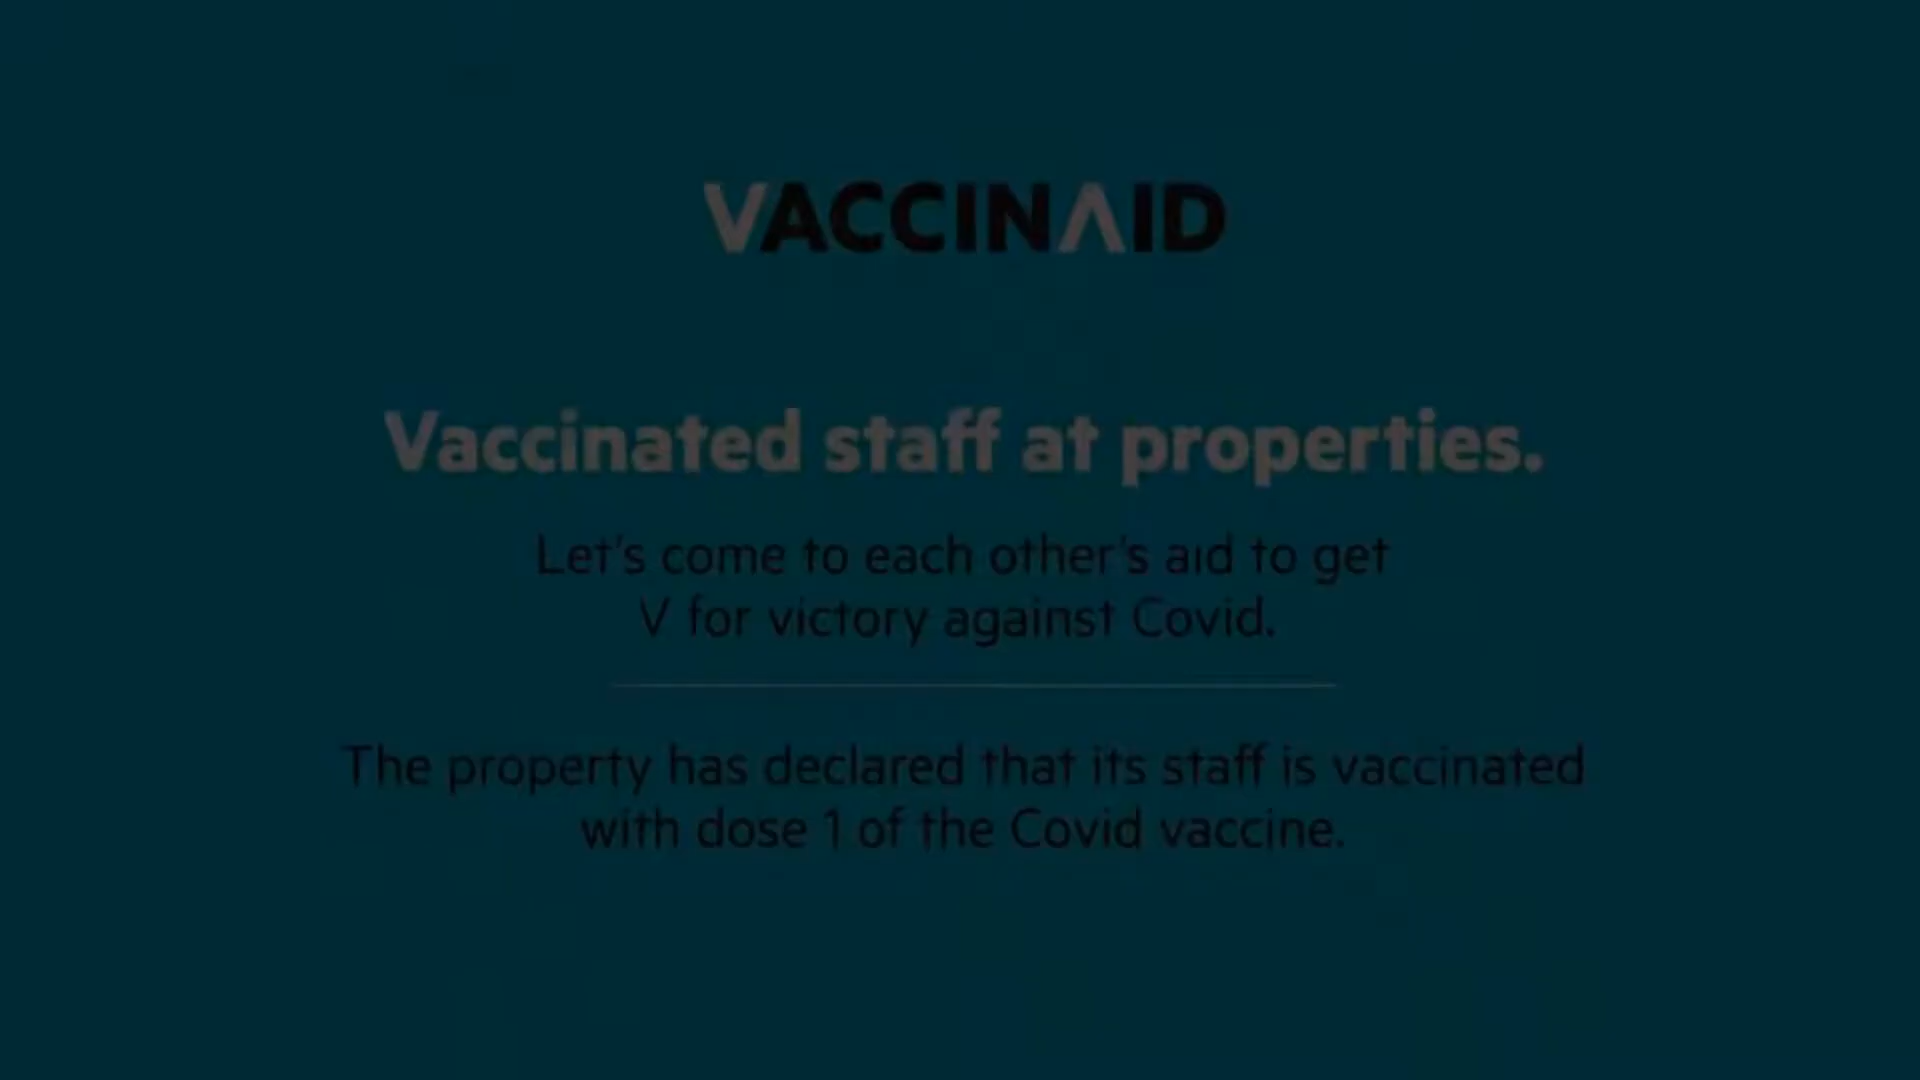 VACCINAID
Vaccinated staff at properties.
Let's come to each other's aid to get
V for victory against Covid.
The property has declared that its staff is vaccinated
with dose 1 of the Covid vaccine.